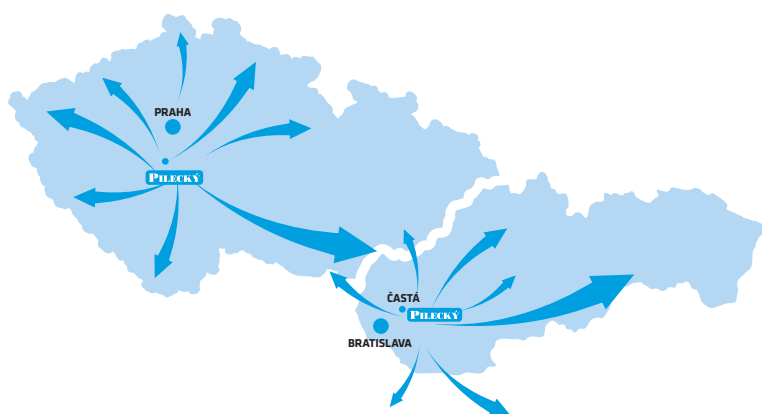 PRAHA
PILECKÝ
ČASTÁ
PILECKÝ
BRATISLAVA